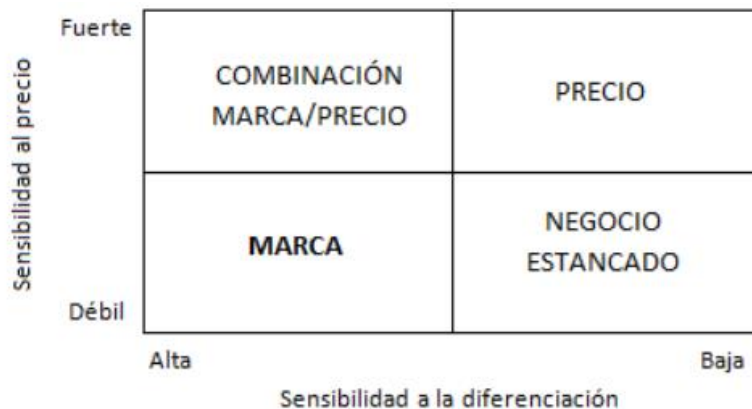 Fuerte
COMBINACIÓN
MARCA/PRECIO
PRECIO
Sensibilidad al precio
MARCA
NEGOCIO
ESTANCADO
Débil
Alta
Baja
Sensibilidad a la diferenciación